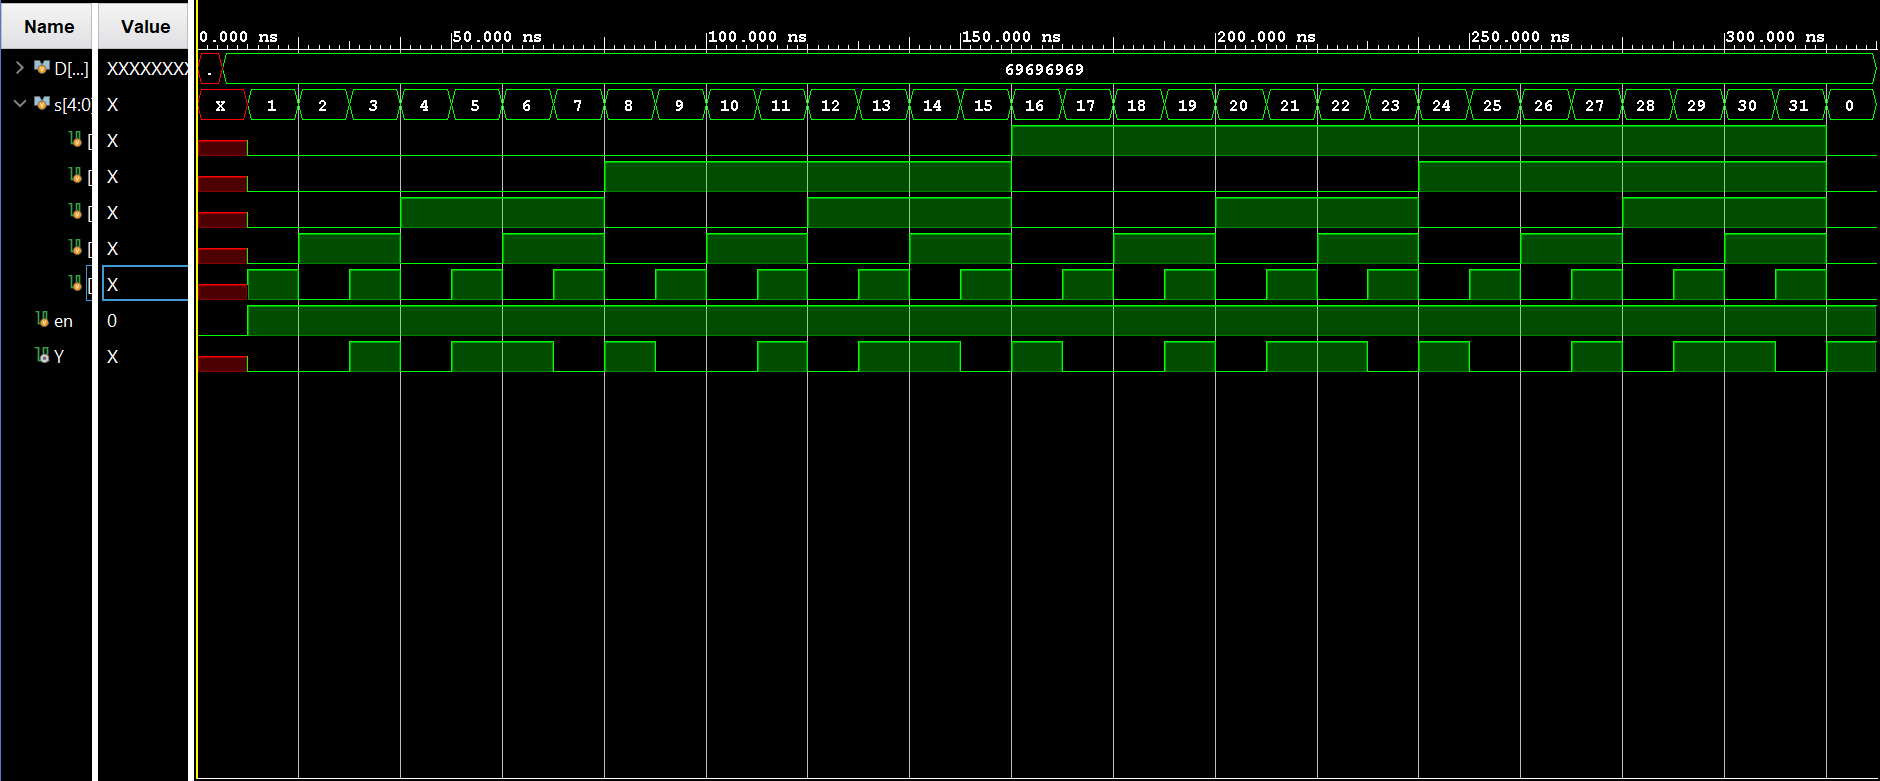 Name Value
0.000 ns 50.000 ns 100.000 ns 150.000 ns 200.000 ns 250.000 ns 300.000 ns
D[...] XXXXXXXX . 69696969
s[4:0] X X 1 2 3 4 5 6 7 8 9 10 11 12 13 14 15 16 17 18 19 20 21 22 23 24 25 26 27 28 29 30 31 0
[ X
[ X
[ X
[ X
[ X
en 0
Y X